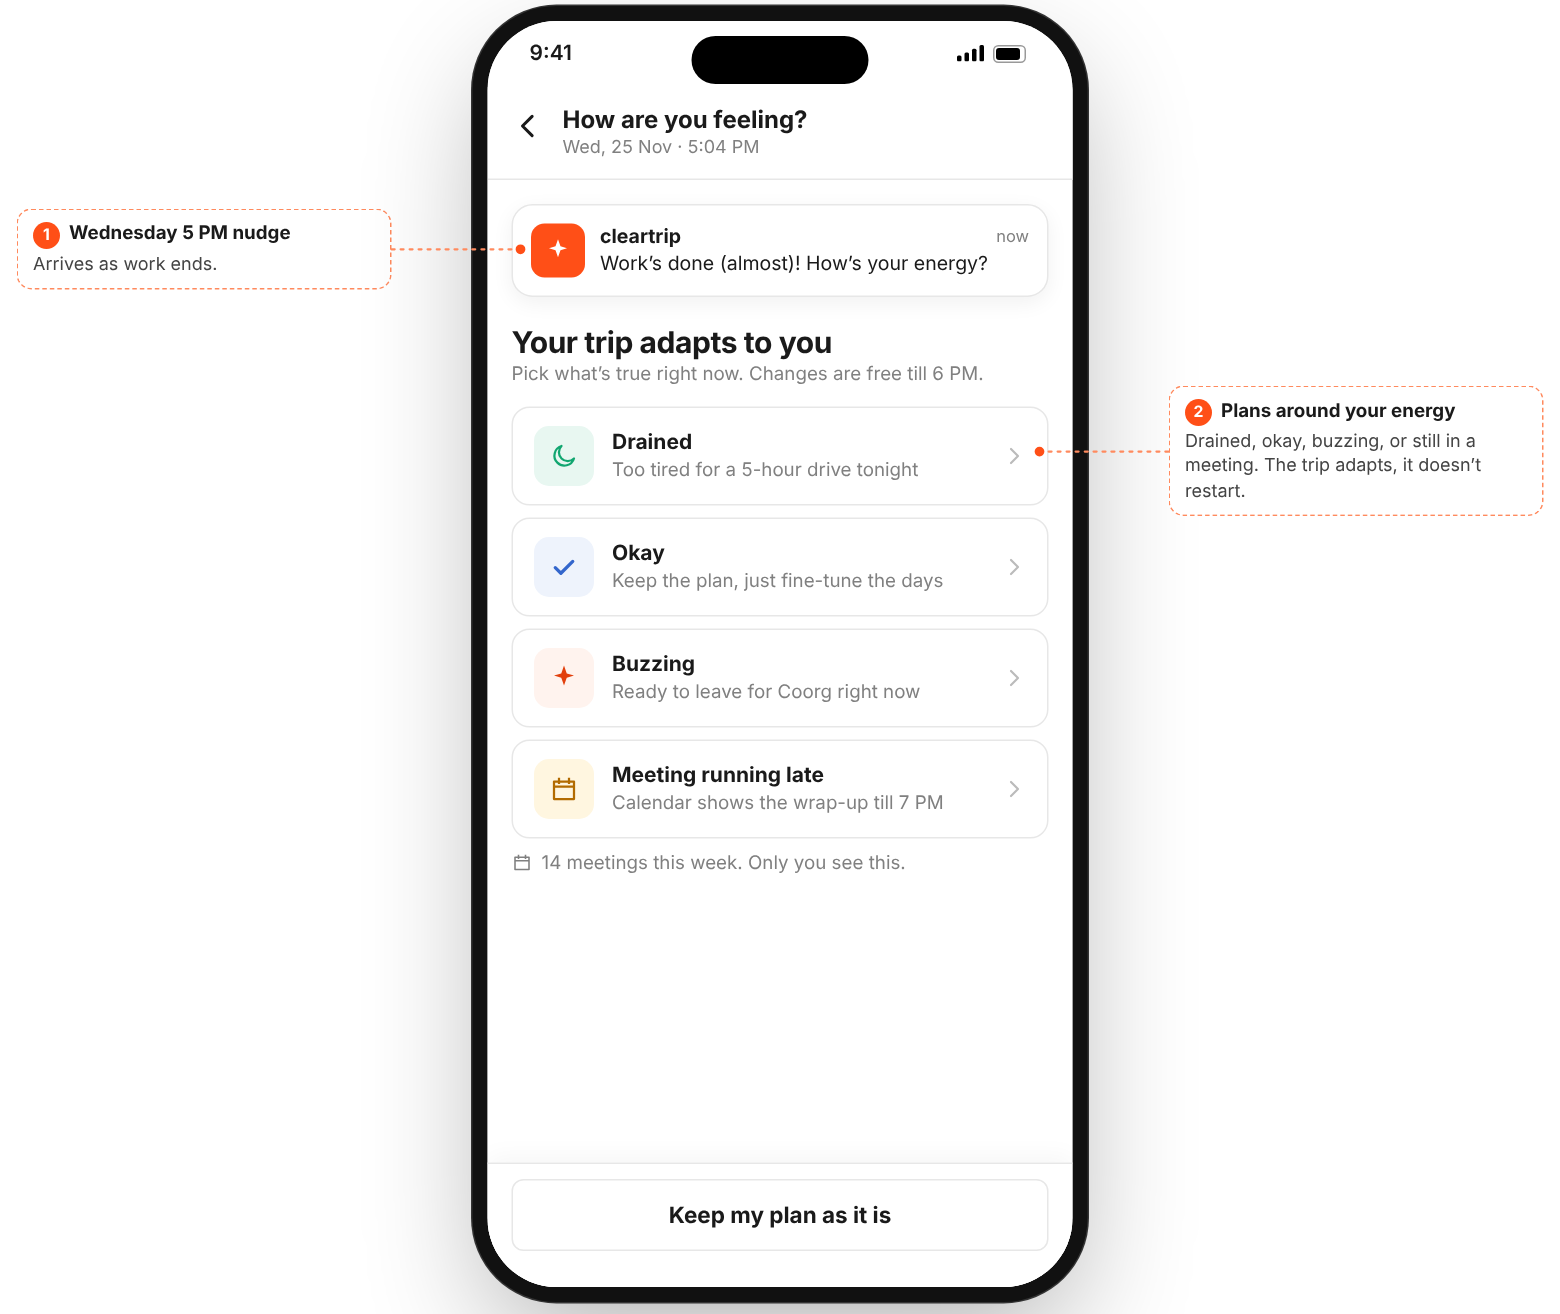 9:41
How are you feeling?
Wed, 25 Nov · 5:04 PM
1 Wednesday 5 PM nudge
Arrives as work ends.
cleartrip
now
Work’s done (almost)! How’s your energy?
Your trip adapts to you
Pick what’s true right now. Changes are free till 6 PM.
2 Plans around your energy
Drained, okay, buzzing, or still in a
meeting. The trip adapts, it doesn’t
restart.
Drained
Too tired for a 5-hour drive tonight
Okay
Keep the plan, just fine-tune the days
Buzzing
Ready to leave for Coorg right now
Meeting running late
Calendar shows the wrap-up till 7 PM
14 meetings this week. Only you see this.
Keep my plan as it is